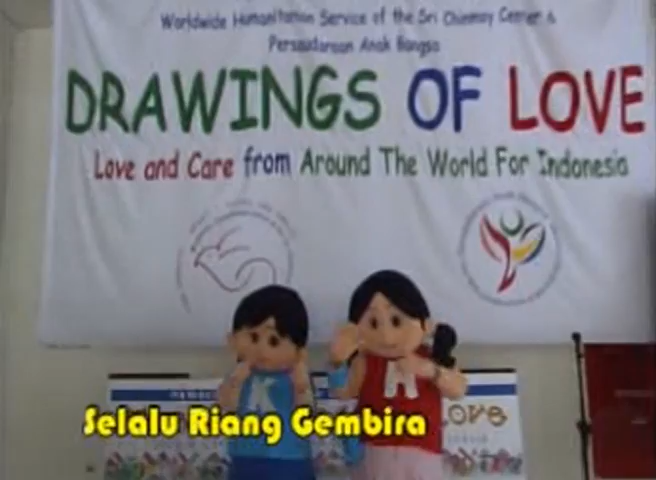 Worldwide Humanitarian Service of the Sri Chinmoy Center &
Persaudaraan Anak Bangsa
DRAWINGS OF LOVE
Love and Care from Around The World For Indonesia
K
H
Selalu Riang Gembira